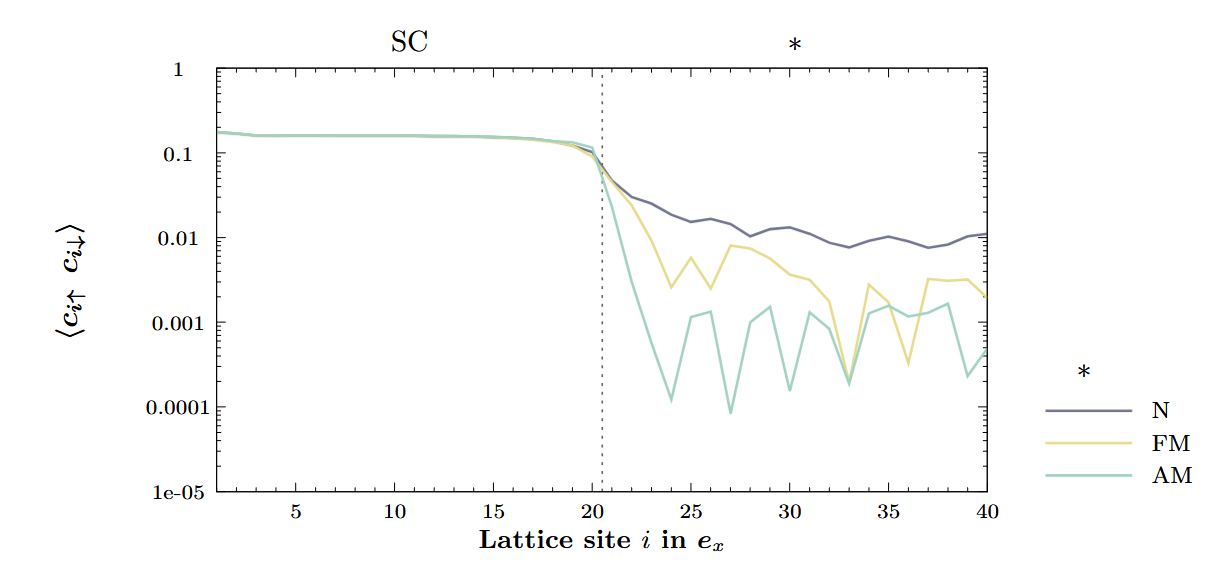 SC *
1
0.1
0.01
0.001
0.0001
1e-05
⟨c_{i↑} c_{i↓}⟩
5 10 15 20 25 30 35 40
Lattice site i in e_x
*
N
FM
AM